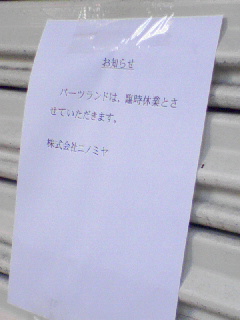 お知らせ
パーツランドは、臨時休業とさ
せていただきます。
株式会社ニノミヤ